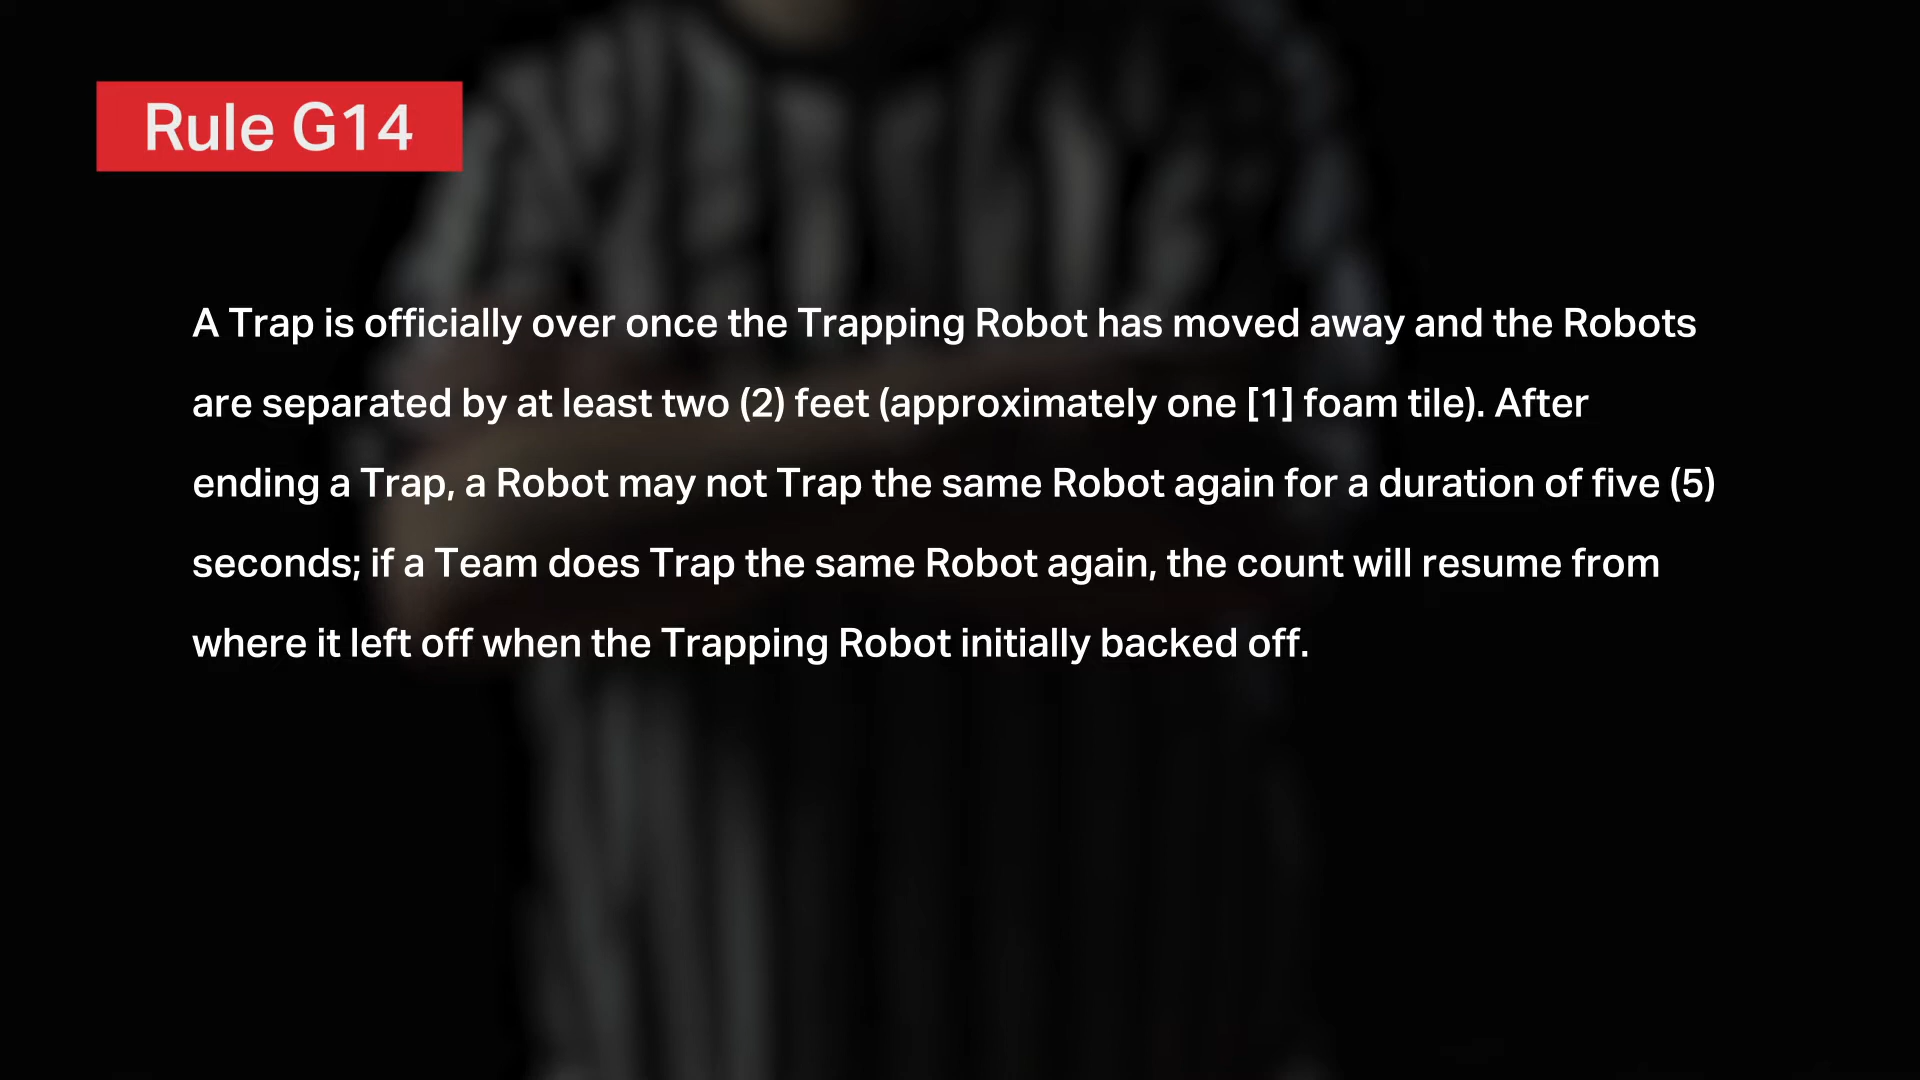 Rule G14
A Trap is officially over once the Trapping Robot has moved away and the Robots
are separated by at least two (2) feet (approximately one [1] foam tile). After
ending a Trap, a Robot may not Trap the same Robot again for a duration of five (5)
seconds; if a Team does Trap the same Robot again, the count will resume from
where it left off when the Trapping Robot initially backed off.